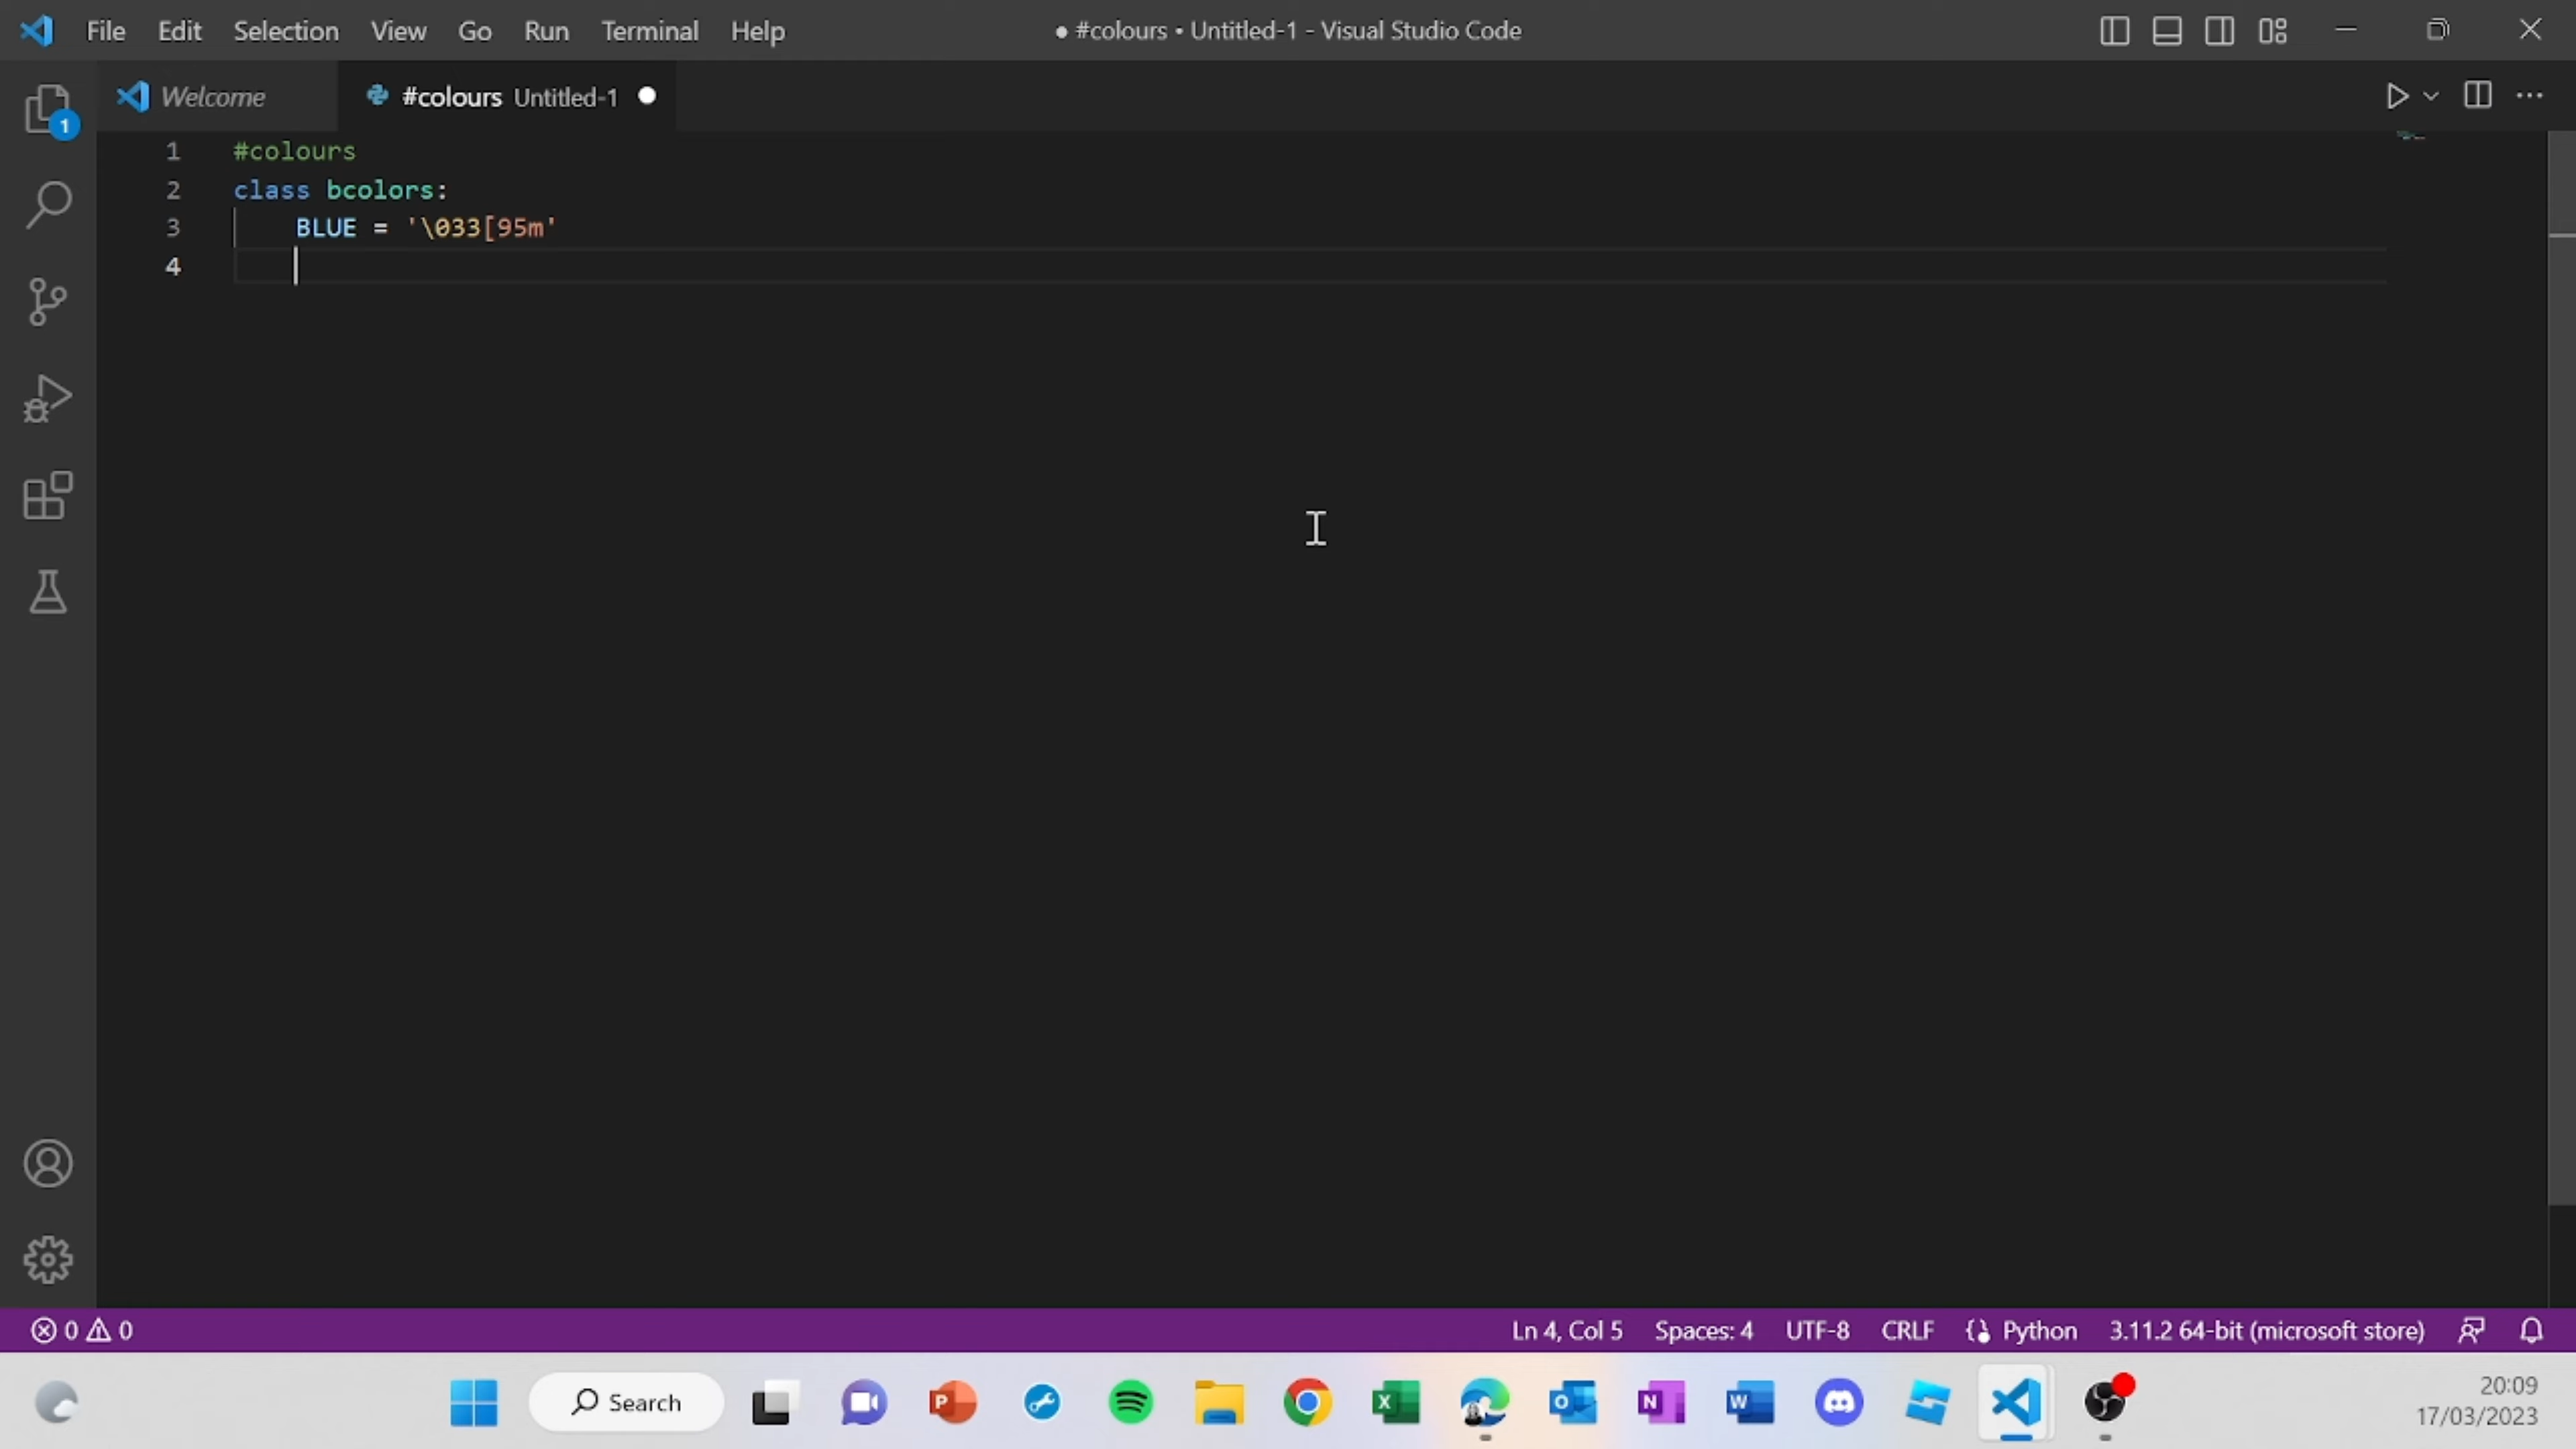 File Edit Selection View Go Run Terminal Help
● #colours • Untitled-1 - Visual Studio Code
Welcome
#colours Untitled-1
1
1 #colours
2 class bcolors:
3 BLUE = '\033[95m'
4
0 0
Ln 4, Col 5 Spaces: 4 UTF-8 CRLF Python 3.11.2 64-bit (microsoft store)
Search
P
X
O
N
W
20:09
17/03/2023